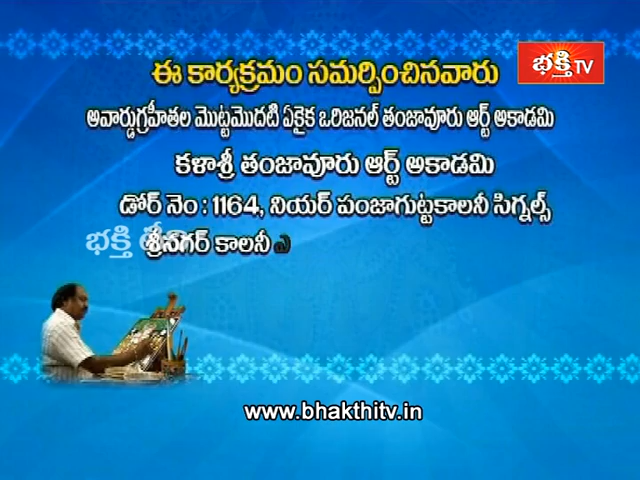 భక్తి TV
ఈ కార్యక్రమం సమర్పించినవారు
అవార్డుగ్రహీతల మొట్టమొదటి ఏకైక ఒరిజనల్ తంజావూరు ఆర్ట్ అకాడమి
కళాశ్రీ తంజావూరు ఆర్ట్ అకాడమి
డోర్ నెం : 1164, నియర్ పంజాగుట్టకాలనీ సిగ్నల్స్
భక్తి
శ్రీనగర్ కాలనీ ఎ
www.bhakthitv.in